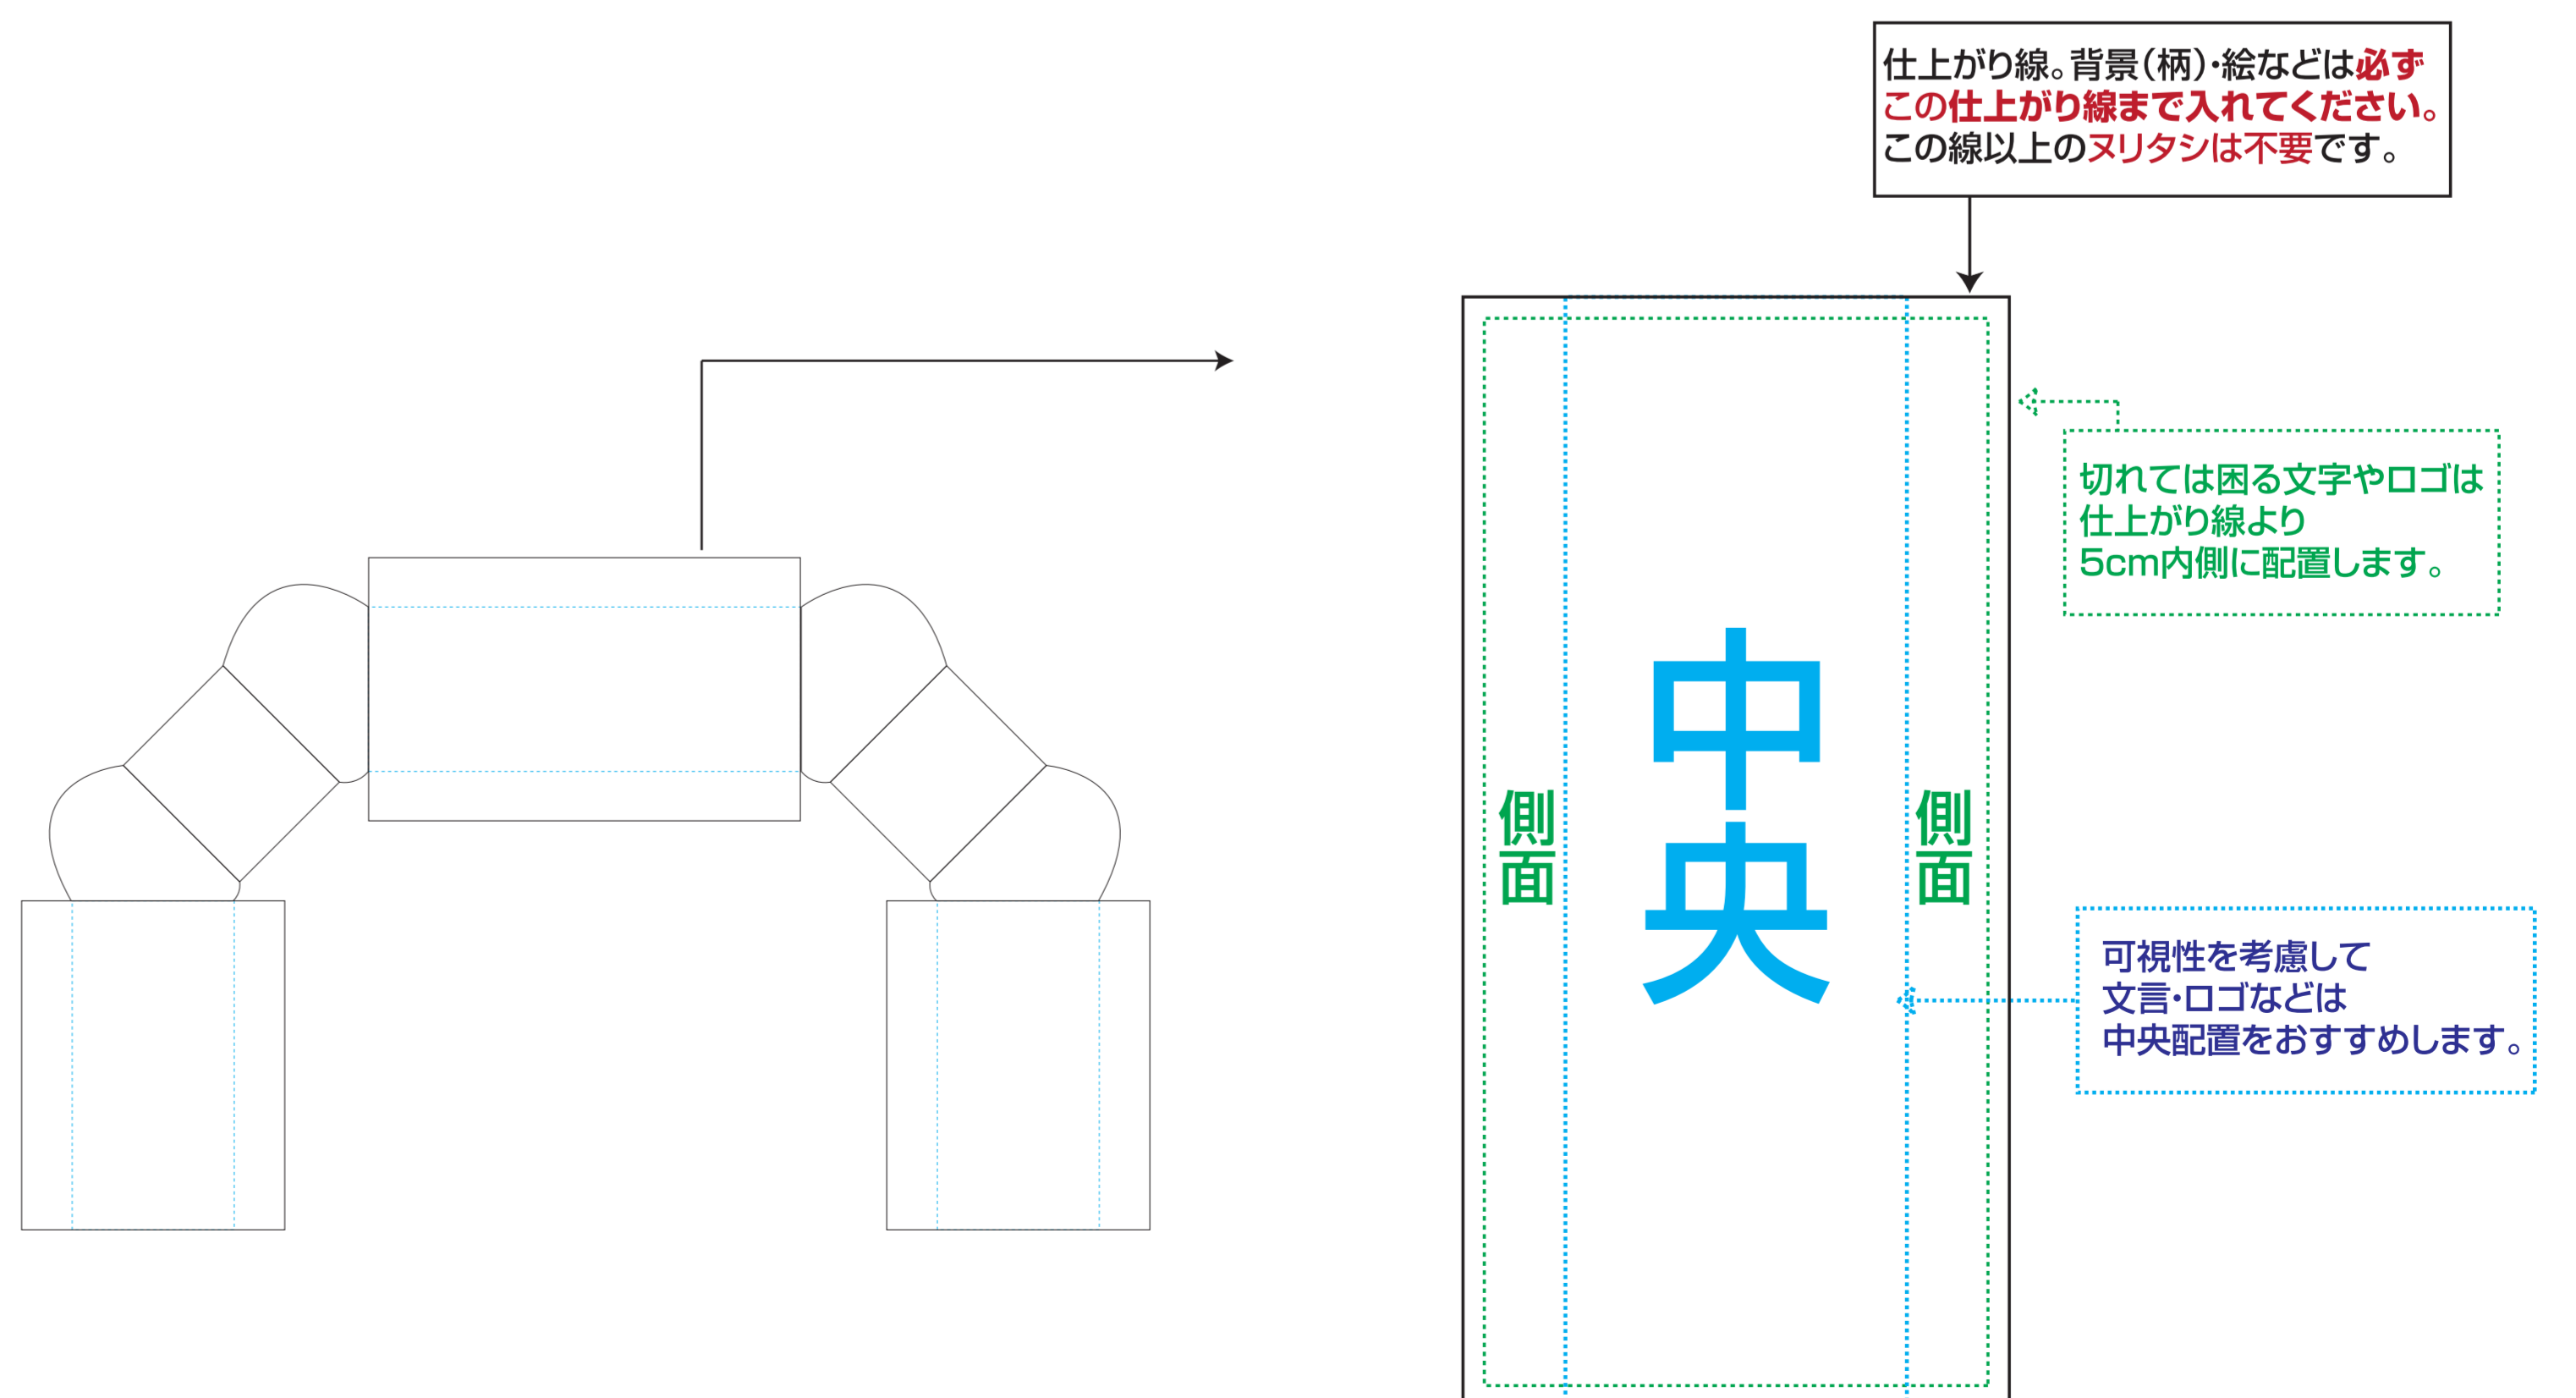 仕上がり線。背景(柄)・絵などは必ず
この仕上がり線まで入れてください。
この線以上のヌリタシは不要です。
切れては困る文字やロゴは
仕上がり線より
5cm内側に配置します。
中央
側面
側面
可視性を考慮して
文言・ロゴなどは
中央配置をおすすめします。